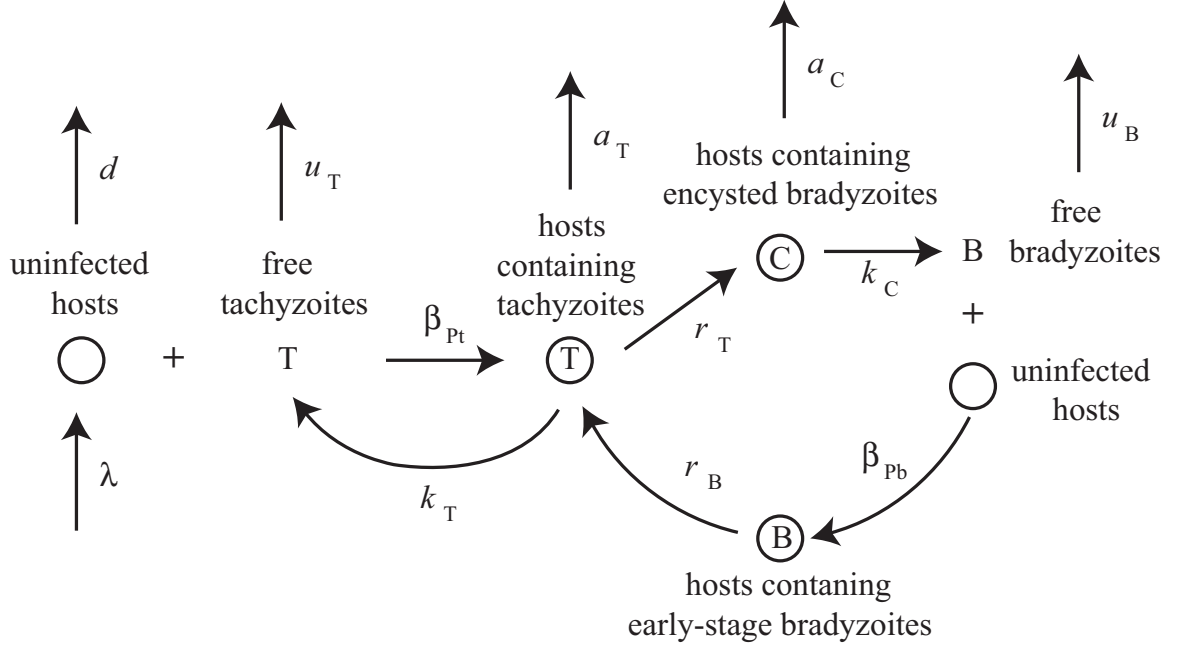 a C
u B
d
u T
a T
hosts containing
encysted bradyzoites
uninfected
hosts
free
tachyzoites
hosts
containing
tachyzoites
C
k C
B
free
bradyzoites
β Pt
r T
+
+
T
T
uninfected
hosts
λ
k T
r B
β Pb
B
hosts contaning
early-stage bradyzoites